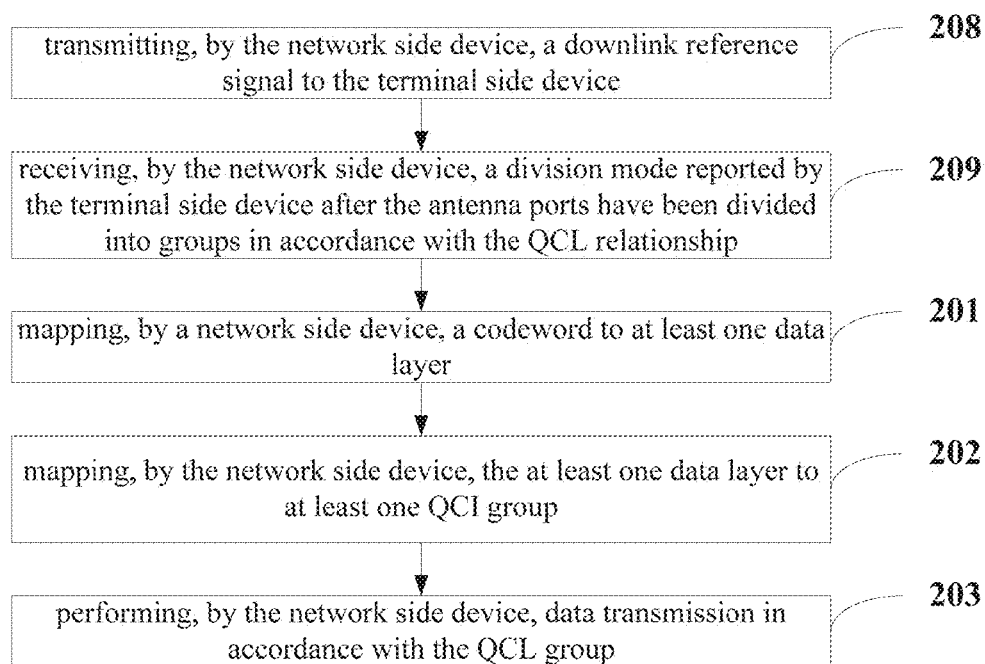 208
transmitting, by the network side device, a downlink reference
signal to the terminal side device
209
receiving, by the network side device, a division mode reported by
the terminal side device after the antenna ports have been divided
into groups in accordance with the QCL relationship
201
mapping, by a network side device, a codeword to at least one data
layer
202
mapping, by the network side device, the at least one data layer to
at least one QCI group
203
performing, by the network side device, data transmission in
accordance with the QCL group